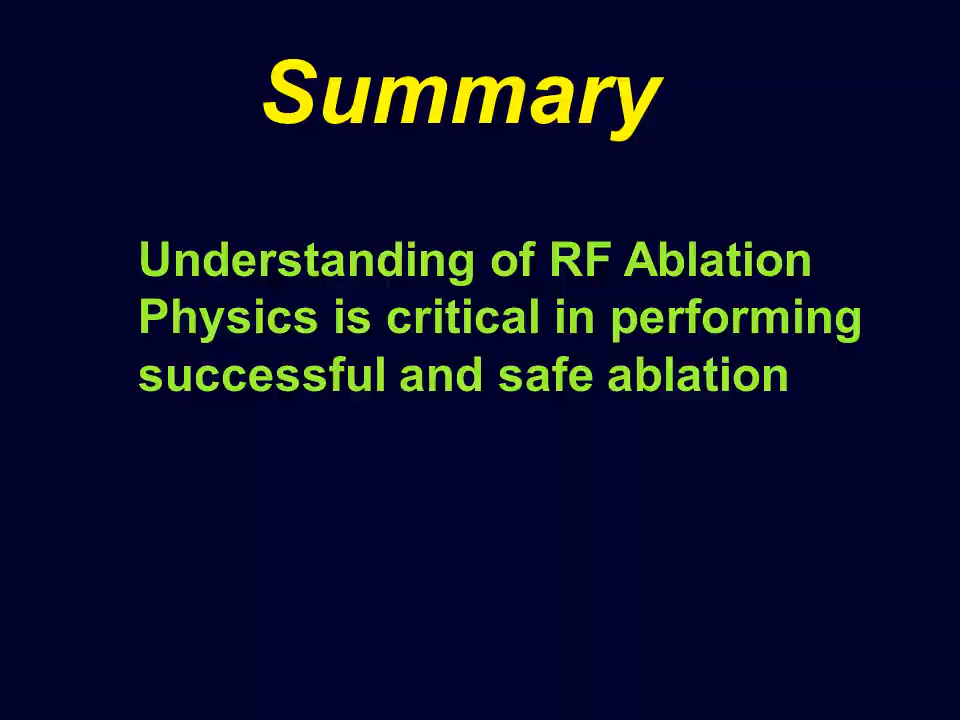 Summary
Understanding of RF Ablation
Physics is critical in performing
successful and safe ablation